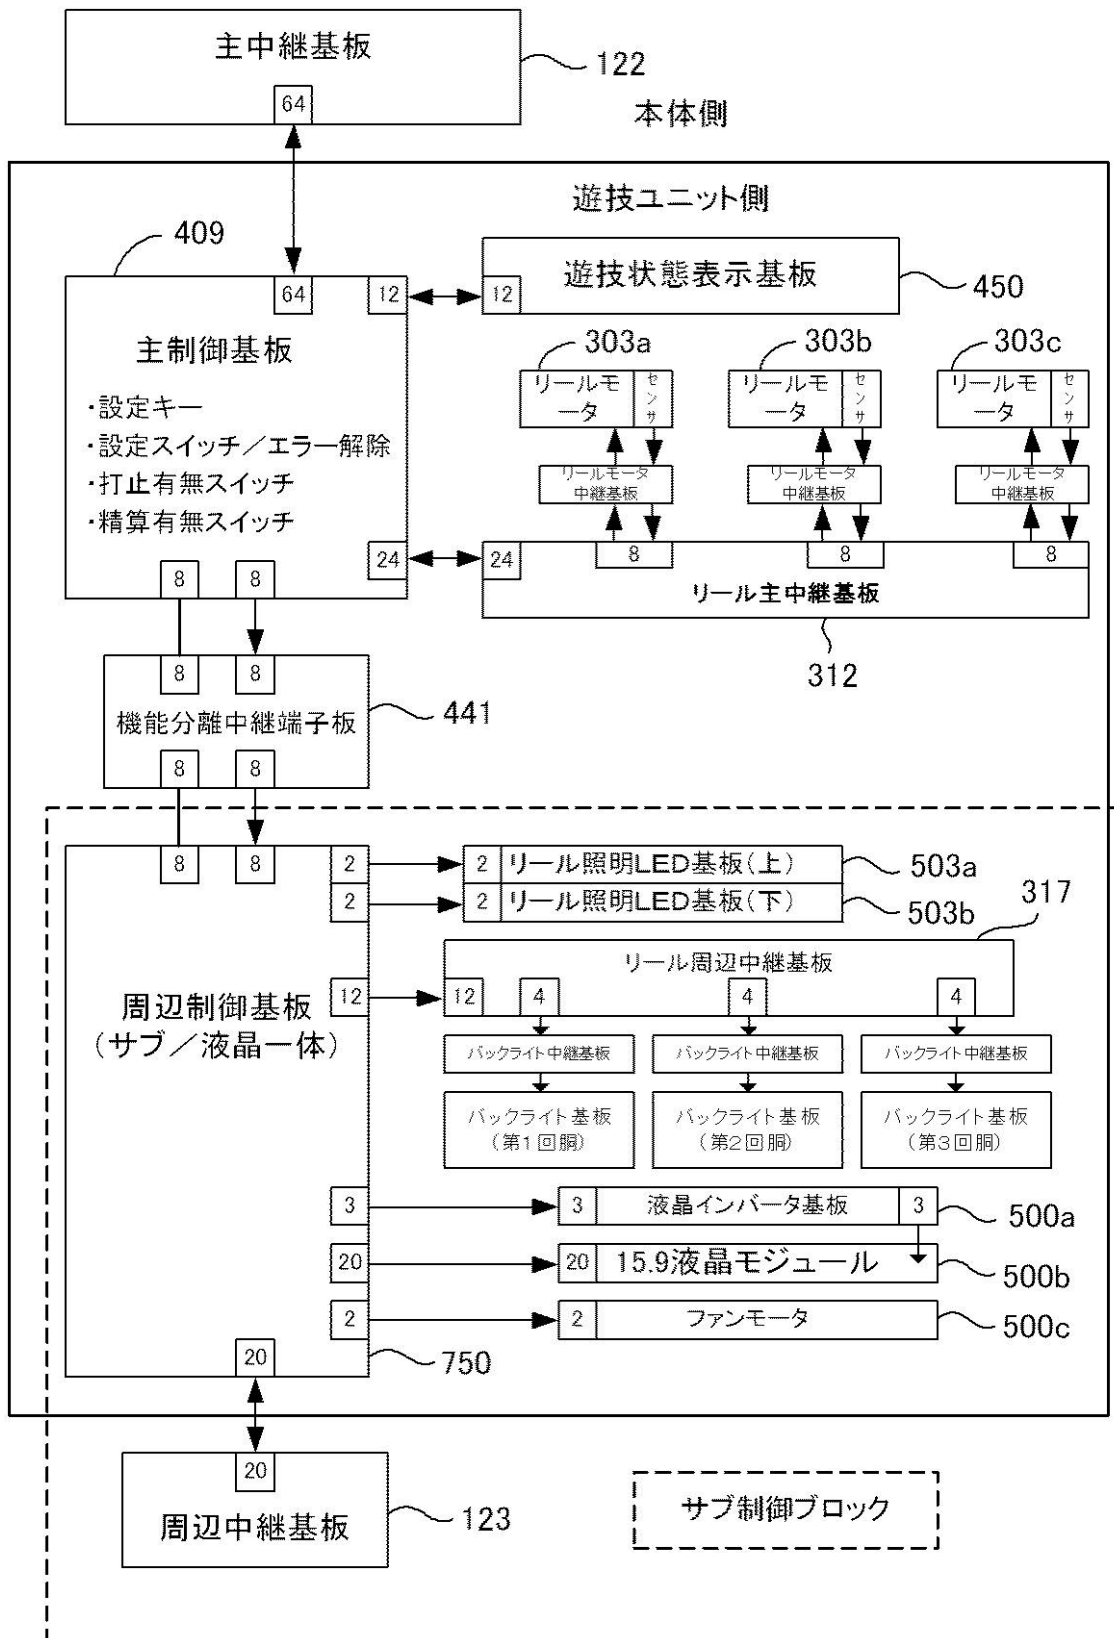 主中継基板
64
122
本体側
遊技ユニット側
409
64
12
主制御基板
・設定キー
・設定スイッチ／エラー解除
・打止有無スイッチ
・精算有無スイッチ
24
8
8
12
遊技状態表示基板
450
303a
303b
303c
リールモ
ータ
センサ
リールモ
ータ
センサ
リールモ
ータ
センサ
リールモータ
中継基板
リールモータ
中継基板
リールモータ
中継基板
24
8
8
8
リール主中継基板
312
8
8
機能分離中継端子板
441
8
8
8
8
2
2
12
周辺制御基板
（サブ／液晶一体）
3
20
2
20
750
2
リール照明LED基板（上）
503a
2
リール照明LED基板（下）
503b
317
リール周辺中継基板
12
4
4
4
バックライト中継基板
バックライト中継基板
バックライト中継基板
バックライト基板
（第1回胴）
バックライト基板
（第2回胴）
バックライト基板
（第3回胴）
3
液晶インバータ基板
3
500a
20
15.9液晶モジュール
500b
2
ファンモータ
500c
20
周辺中継基板
123
サブ制御ブロック